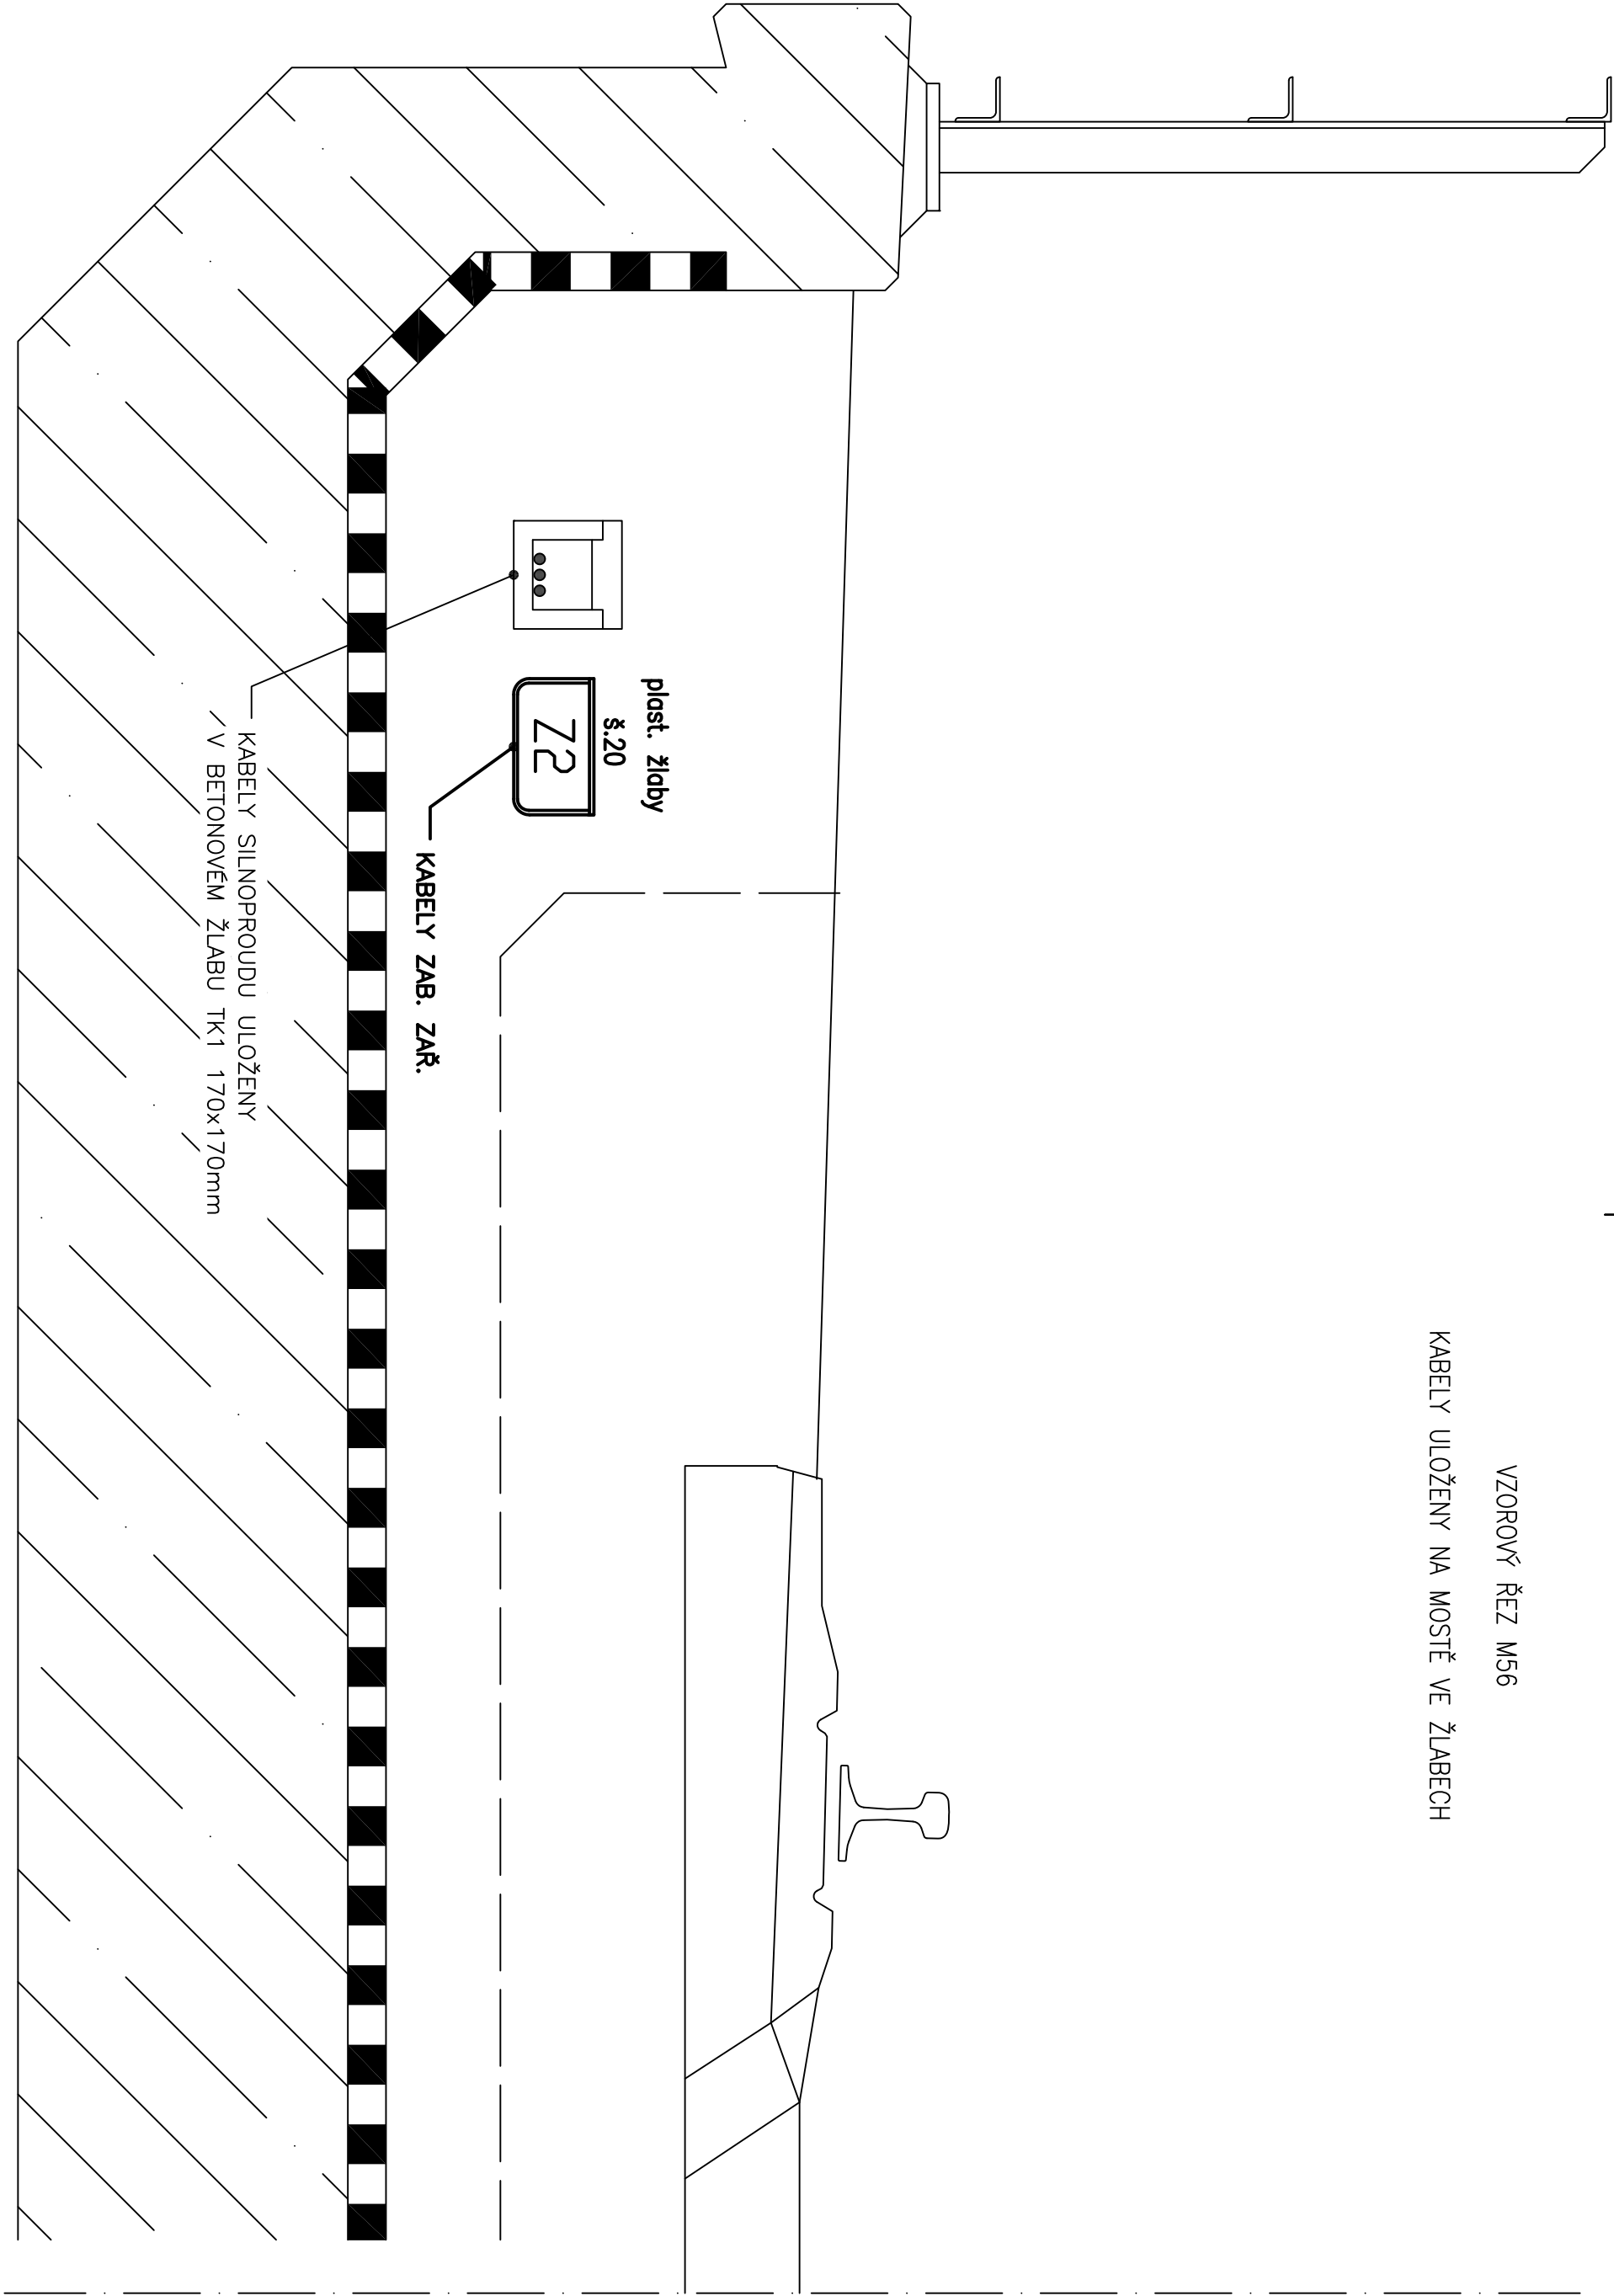 VZOROVÝ ŘEZ M56
KABELY ULOŽENY NA MOSTĚ VE ŽLABECH
plast. žlaby
š.20
Z2
KABELY ZAB. ZAŘ.
KABELY SILNOPROUDU ULOŽENY
V BETONOVÉM ŽLABU TK1 170x170mm